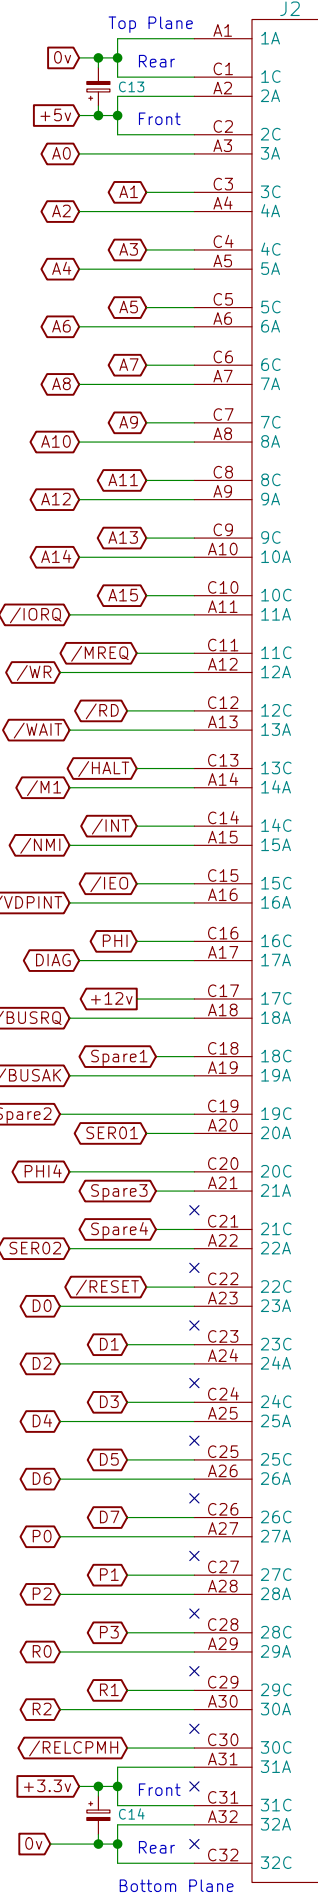 J2
Top Plane
A1 1A
0v Rear
C1 1C
C13
A2 2A
+
+5v Front
C2 2C
A0 A3 3A
A1 C3 3C
A2 A4 4A
A3 C4 4C
A4 A5 5A
A5 C5 5C
A6 A6 6A
A7 C6 6C
A8 A7 7A
A9 C7 7C
A10 A8 8A
A11 C8 8C
A12 A9 9A
A13 C9 9C
A14 A10 10A
A15 C10 10C
/IORQ A11 11A
/MREQ C11 11C
/WR A12 12A
/RD C12 12C
/WAIT A13 13A
/HALT C13 13C
/M1 A14 14A
/INT C14 14C
/NMI A15 15A
/IEO C15 15C
/VDPINT A16 16A
PHI C16 16C
DIAG A17 17A
+12v C17 17C
/BUSRQ A18 18A
Spare1 C18 18C
/BUSAK A19 19A
Spare2 C19 19C
SER01 A20 20A
PHI4 C20 20C
Spare3 A21 21A
Spare4 C21 21C
SER02 A22 22A
/RESET C22 22C
D0 A23 23A
D1 C23 23C
D2 A24 24A
D3 C24 24C
D4 A25 25A
D5 C25 25C
D6 A26 26A
D7 C26 26C
P0 A27 27A
P1 C27 27C
P2 A28 28A
P3 C28 28C
R0 A29 29A
R1 C29 29C
R2 A30 30A
/RELCPMH C30 30C
A31 31A
+3.3v Front
C31 31C
+
C14
A32 32A
0v Rear
C32 32C
Bottom Plane